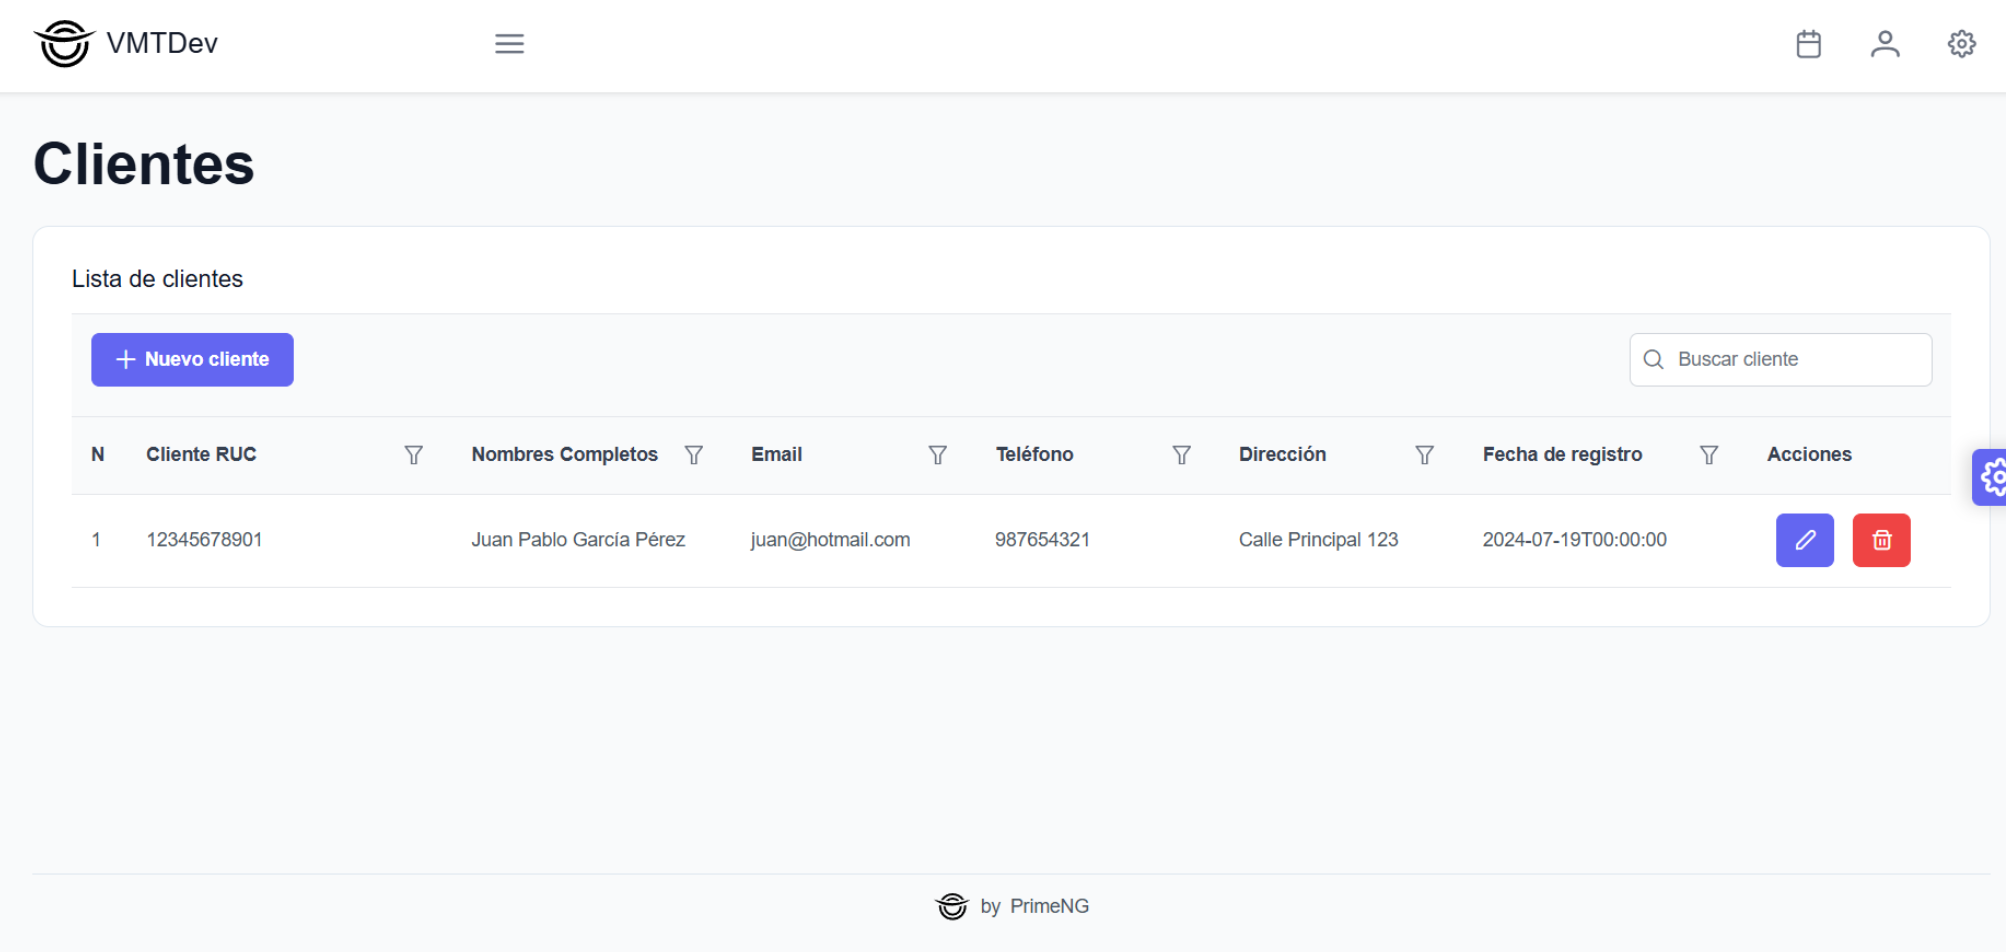 VMTDev
Clientes
Lista de clientes
Nuevo cliente
Buscar cliente
N Cliente RUC Nombres Completos Email Teléfono Dirección Fecha de registro Acciones
1 12345678901 Juan Pablo García Pérez juan@hotmail.com 987654321 Calle Principal 123 2024-07-19T00:00:00
by PrimeNG